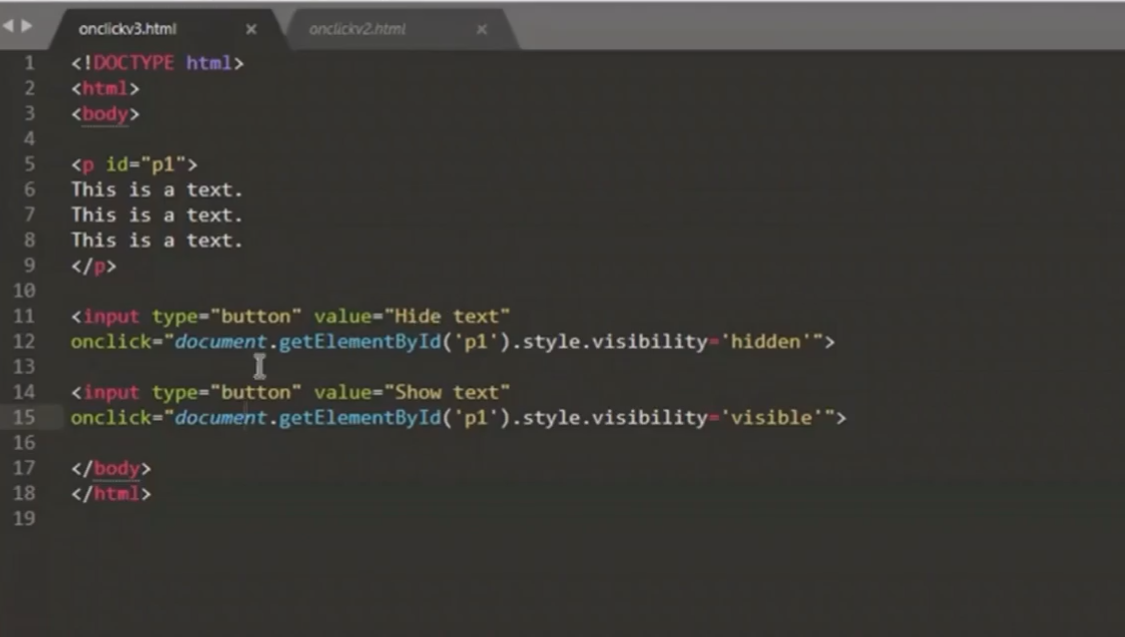 onclickv3.html × onclickv2.html ×
1 <!DOCTYPE html>
2 <html>
3 <body>
4
5 <p id="p1">
6 This is a text.
7 This is a text.
8 This is a text.
9 </p>
10
11 <input type="button" value="Hide text"
12 onclick="document.getElementById('p1').style.visibility='hidden'">
13
14 <input type="button" value="Show text"
15 onclick="document.getElementById('p1').style.visibility='visible'">
16
17 </body>
18 </html>
19